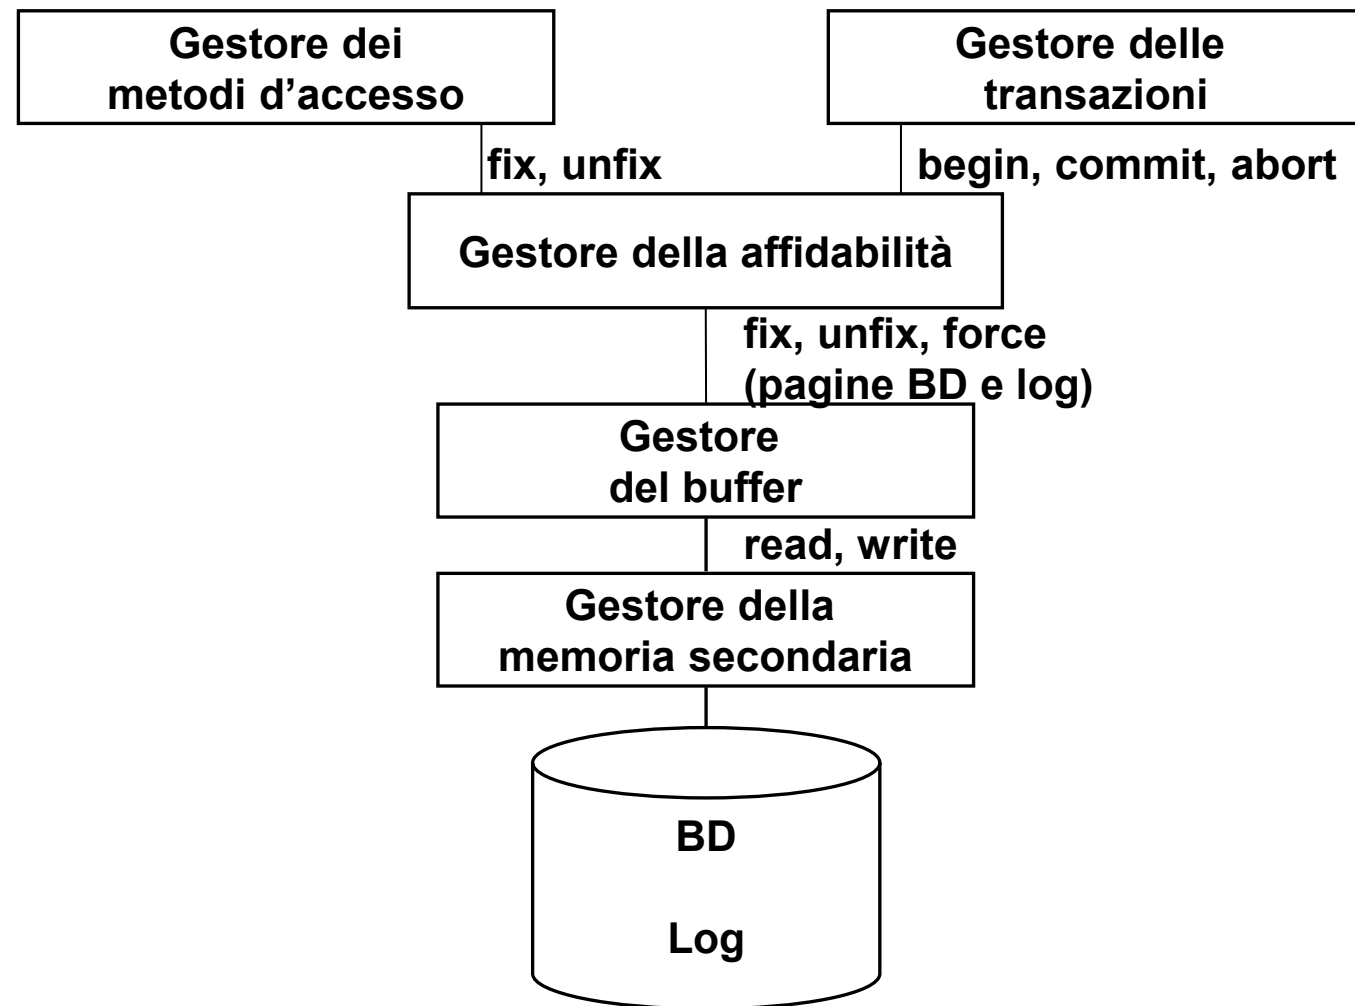 Gestore dei
metodi d'accesso
Gestore delle
transazioni
fix, unfix
begin, commit, abort
Gestore della affidabilità
fix, unfix, force
(pagine BD e log)
Gestore
del buffer
read, write
Gestore della
memoria secondaria
BD
Log